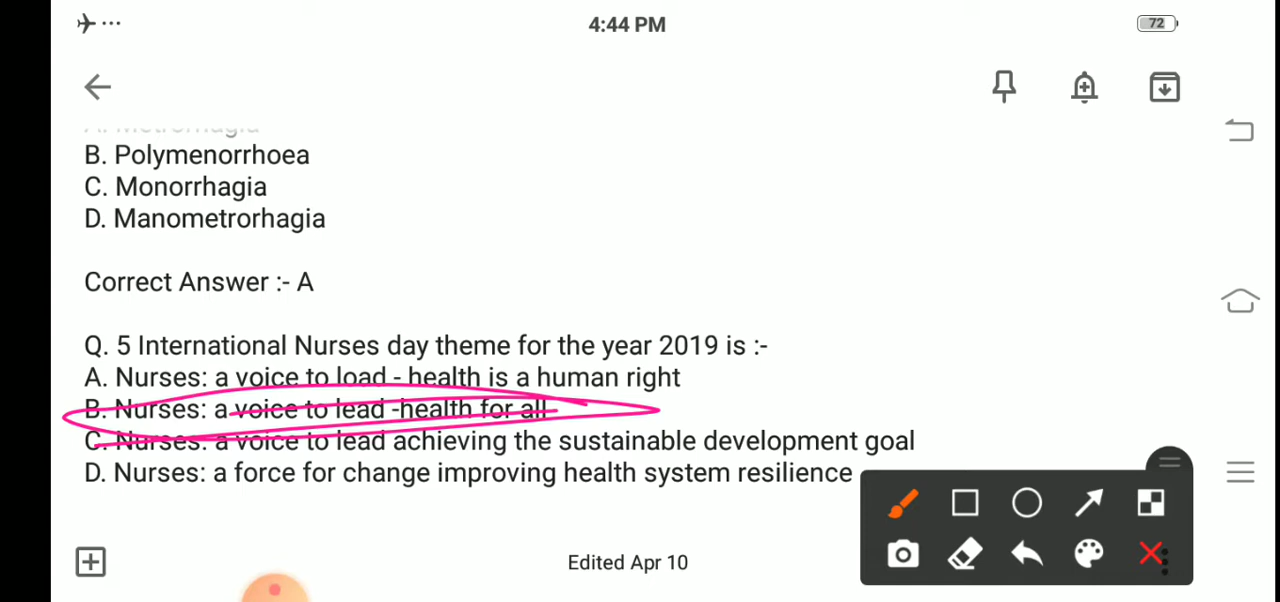 4:44 PM
72
B. Polymenorrhoea
C. Monorrhagia
D. Manometrorhagia
Correct Answer :- A
Q. 5 International Nurses day theme for the year 2019 is :-
A. Nurses: a voice to load - health is a human right
B. Nurses: a voice to lead -health for all
C. Nurses: a voice to lead achieving the sustainable development goal
D. Nurses: a force for change improving health system resilience
Edited Apr 10